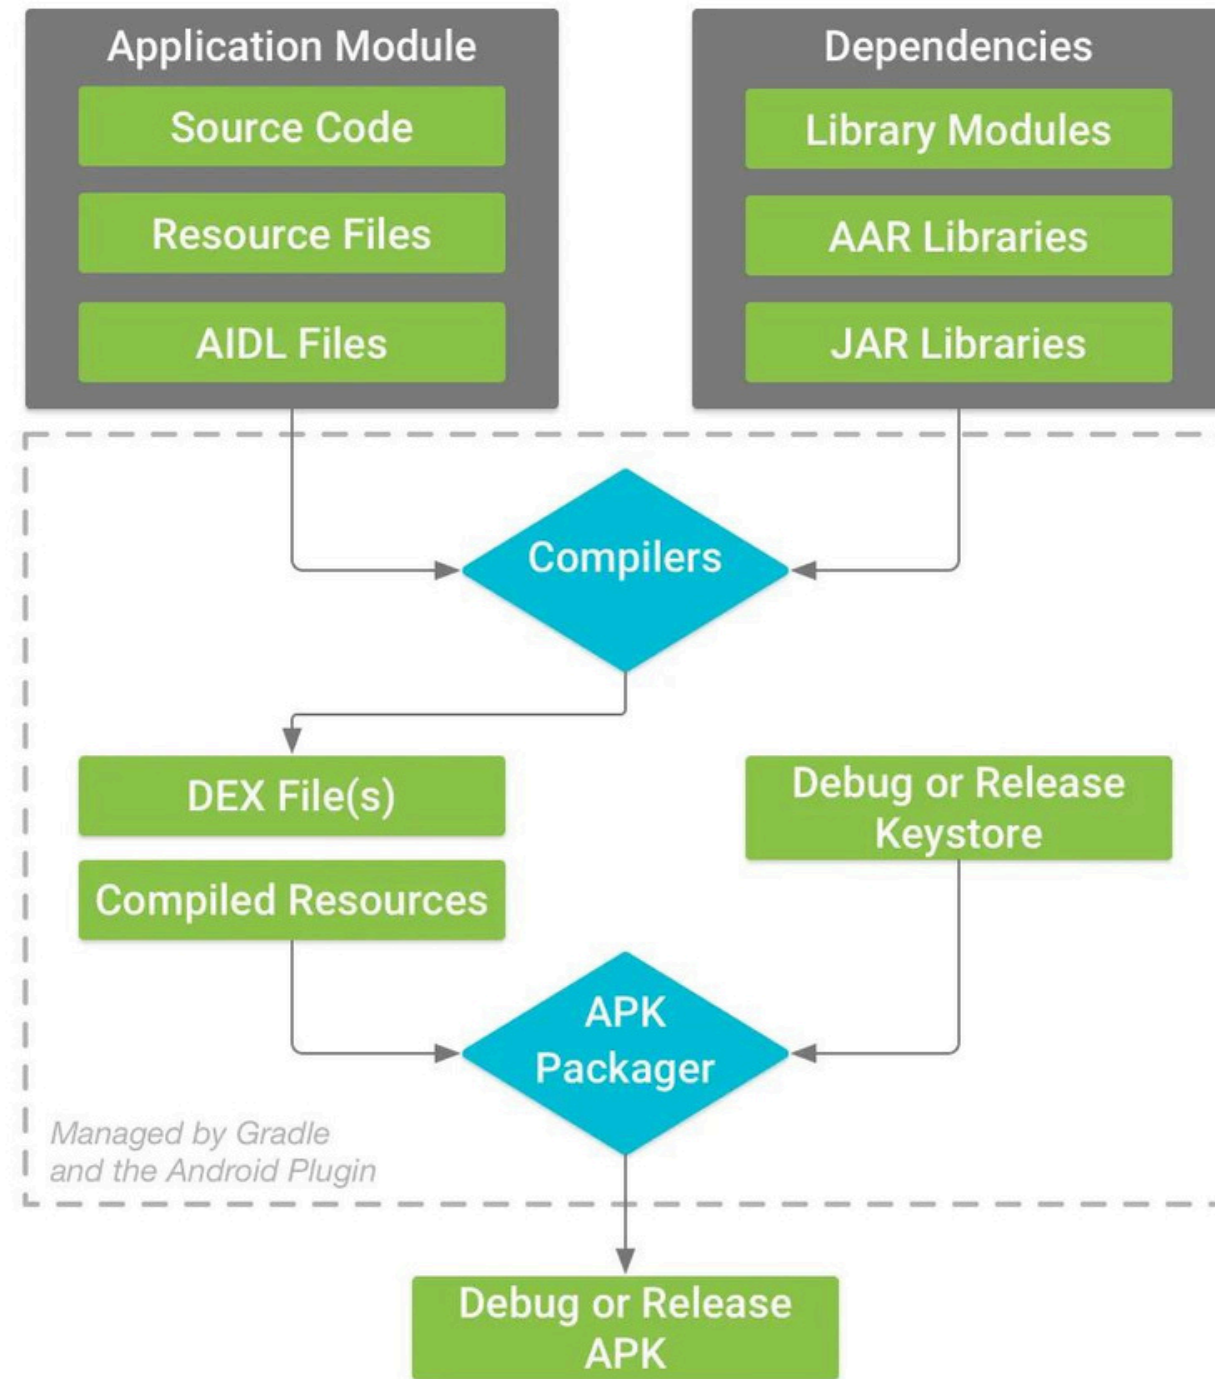 Application Module
Source Code
Resource Files
AIDL Files
Dependencies
Library Modules
AAR Libraries
JAR Libraries
Compilers
DEX File(s)
Compiled Resources
Debug or Release
Keystore
APK
Packager
Managed by Gradle
and the Android Plugin
Debug or Release
APK